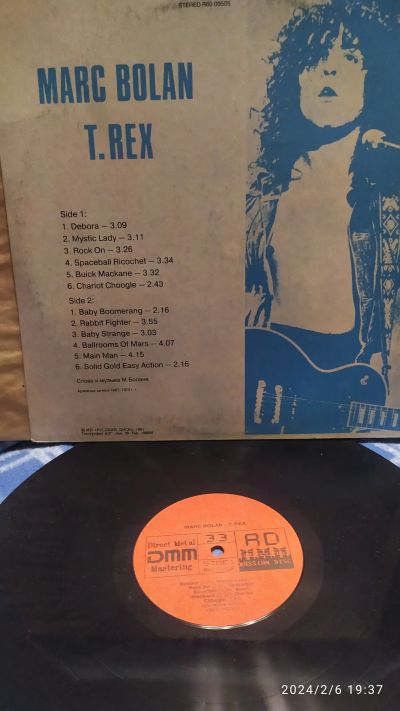 STEREO R60 00505
MARC BOLAN
T.REX
Side 1:
1. Debora — 3.09
2. Mystic Lady — 3.11
3. Rock On — 3.26
4. Spaceball Ricochet — 3.34
5. Buick Mackane — 3.32
6. Chariot Choogle — 2.43
Side 2:
1. Baby Boomerang — 2.16
2. Rabbit Fighter — 3.55
3. Baby Strange — 3.03
4. Ballrooms Of Mars — 4.07
5. Main Man — 4.15
6. Solid Gold Easy Action — 2.16
Слова и музыка М.Болана
MARC BOLAN - T.REX
Direct Metal
DMM
Mastering
33
SIDE 1
RD
RUSSIAN DISC
2024/2/6 19:37